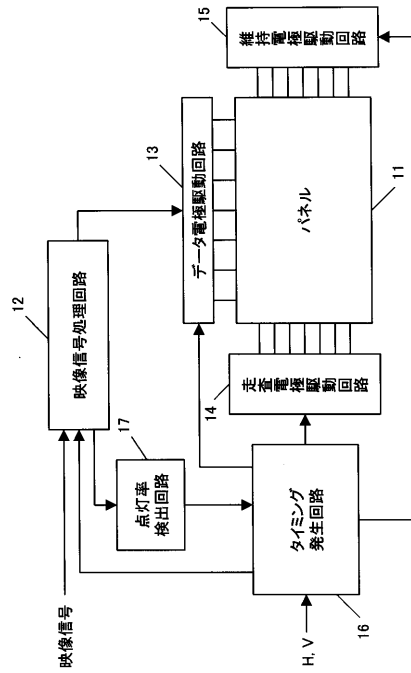 映像信号
12
映像信号処理回路
17
点灯率
検出回路
13
データ電極駆動回路
15
維持電極駆動回路
14
走査電極駆動回路
パネル
11
H, V
タイミング
発生回路
16